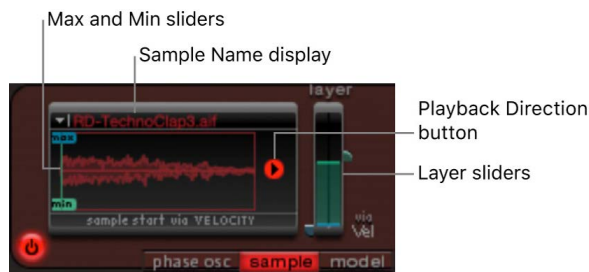 Max and Min sliders
Sample Name display
layer
RD-TechnoClap3.aif
max
Playback Direction
button
Layer sliders
min
sample start via VELOCITY
via
Vel
phase osc sample model